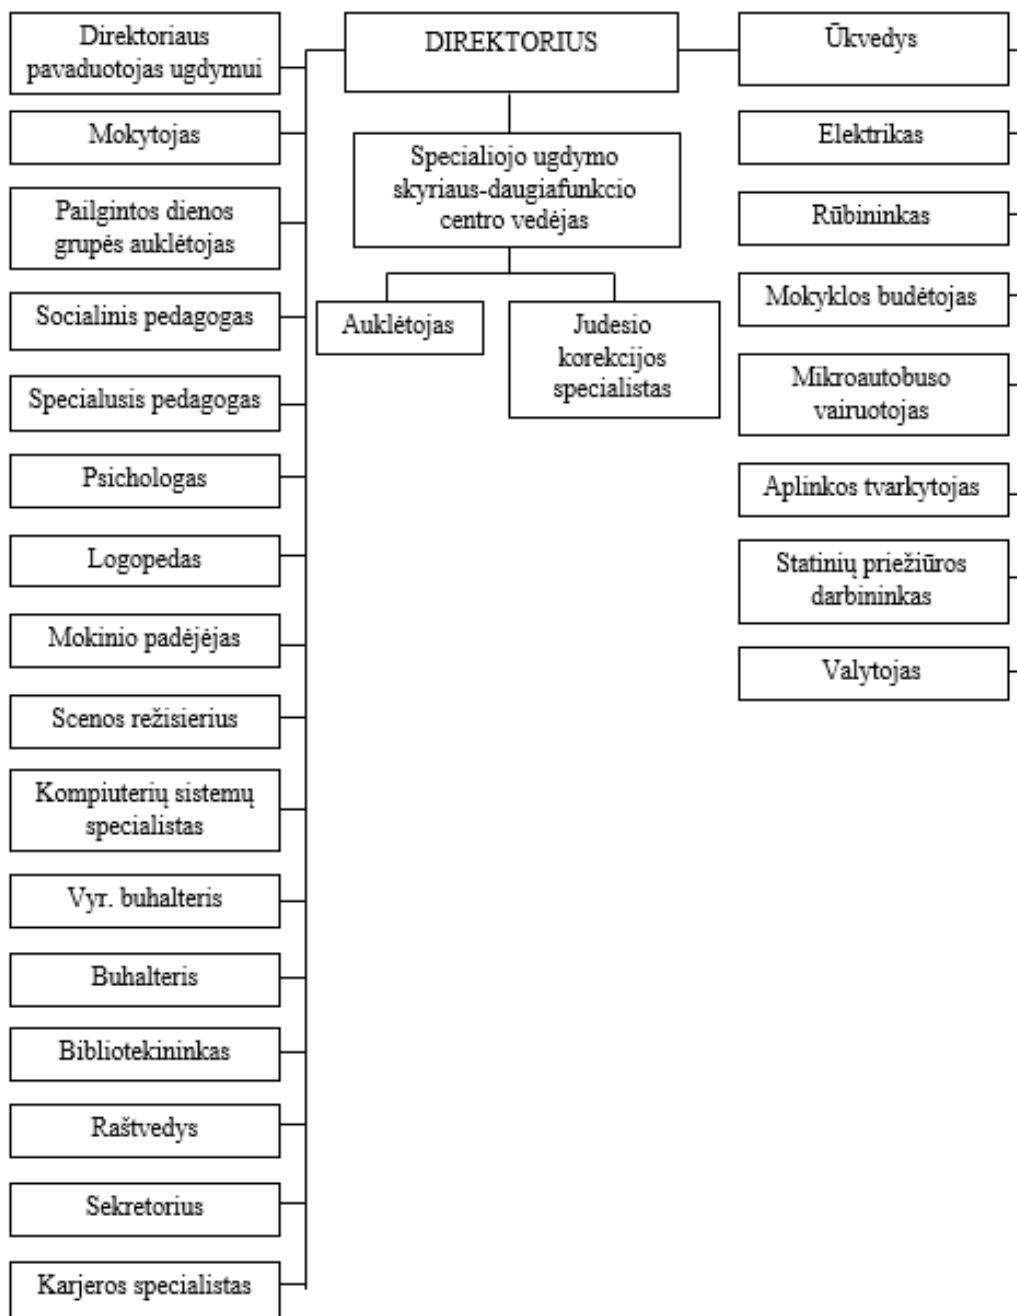 Direktoriaus
pavaduotojas ugdymui
Mokytojas
Pailgintos dienos
grupės auklėtojas
Socialinis pedagogas
Specialusis pedagogas
Psichologas
Logopedas
Mokinio padėjėjas
Scenos režisierius
Kompiuterių sistemų
specialistas
Vyr. buhalteris
Buhalteris
Bibliotekininkas
Raštvedys
Sekretorius
Karjeros specialistas
DIREKTORIUS
Specialiojo ugdymo
skyriaus-daugiafunkcio
centro vedėjas
Auklėtojas
Judesio
korekcijos
specialistas
Ūkvedys
Elektrikas
Rūbininkas
Mokyklos budėtojas
Mikroautobuso
vairuotojas
Aplinkos tvarkytojas
Statinių priežiūros
darbininkas
Valytojas